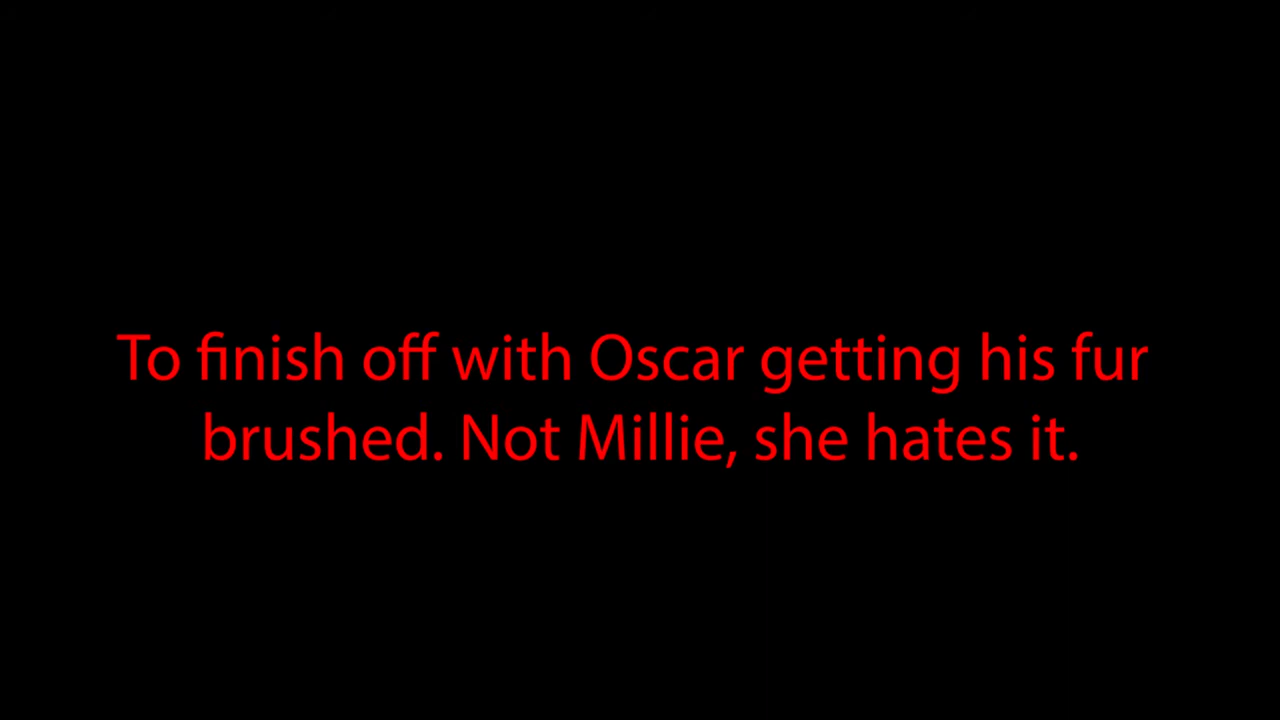 To finish off with Oscar getting his fur
brushed. Not Millie, she hates it.